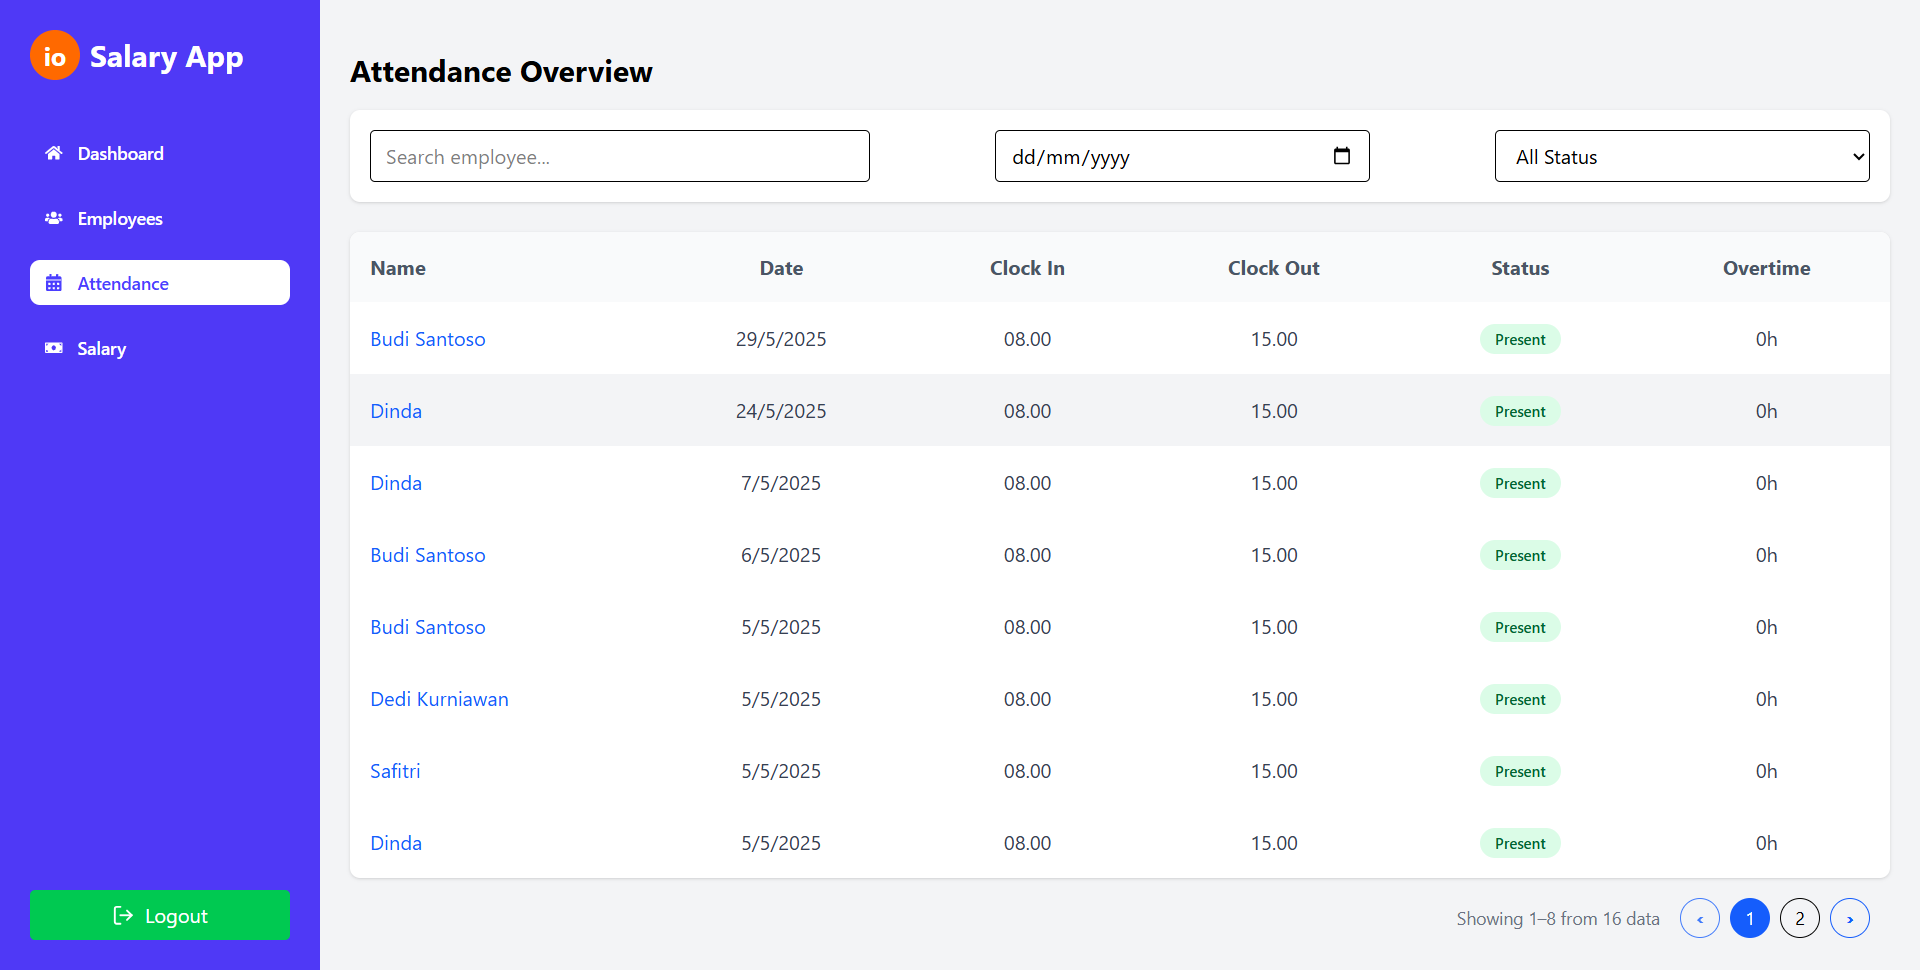 io Salary App
Dashboard
Employees
Attendance
Salary
Logout
Attendance Overview
Search employee...
dd/mm/yyyy
All Status
Name Date Clock In Clock Out Status Overtime
Budi Santoso 29/5/2025 08.00 15.00 Present 0h
Dinda 24/5/2025 08.00 15.00 Present 0h
Dinda 7/5/2025 08.00 15.00 Present 0h
Budi Santoso 6/5/2025 08.00 15.00 Present 0h
Budi Santoso 5/5/2025 08.00 15.00 Present 0h
Dedi Kurniawan 5/5/2025 08.00 15.00 Present 0h
Safitri 5/5/2025 08.00 15.00 Present 0h
Dinda 5/5/2025 08.00 15.00 Present 0h
Showing 1–8 from 16 data ‹ 1 2 ›